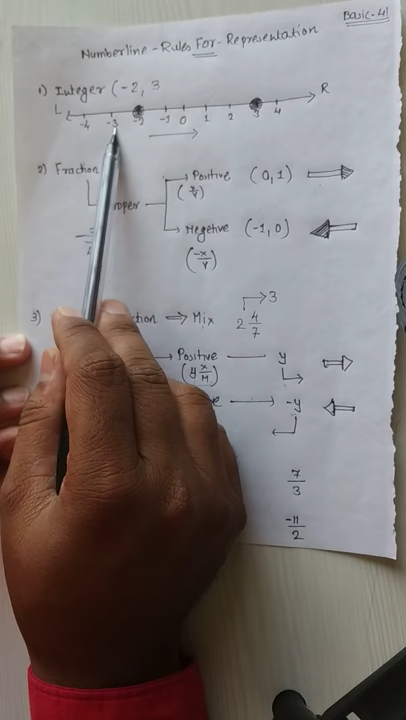 Basic-41
Numberline-Rules For-Representation
1) Integer (-2, 3
L -4 -3 -2 -1 0 1 2 3 4 R
2) Fraction
Positive (0,1)
(x/y)
roper
Negetive (-1,0)
(-x/y)
3) ction ⇒ Mix 2 4/7 → 3
Positive — y
-y
7/3
-11/2